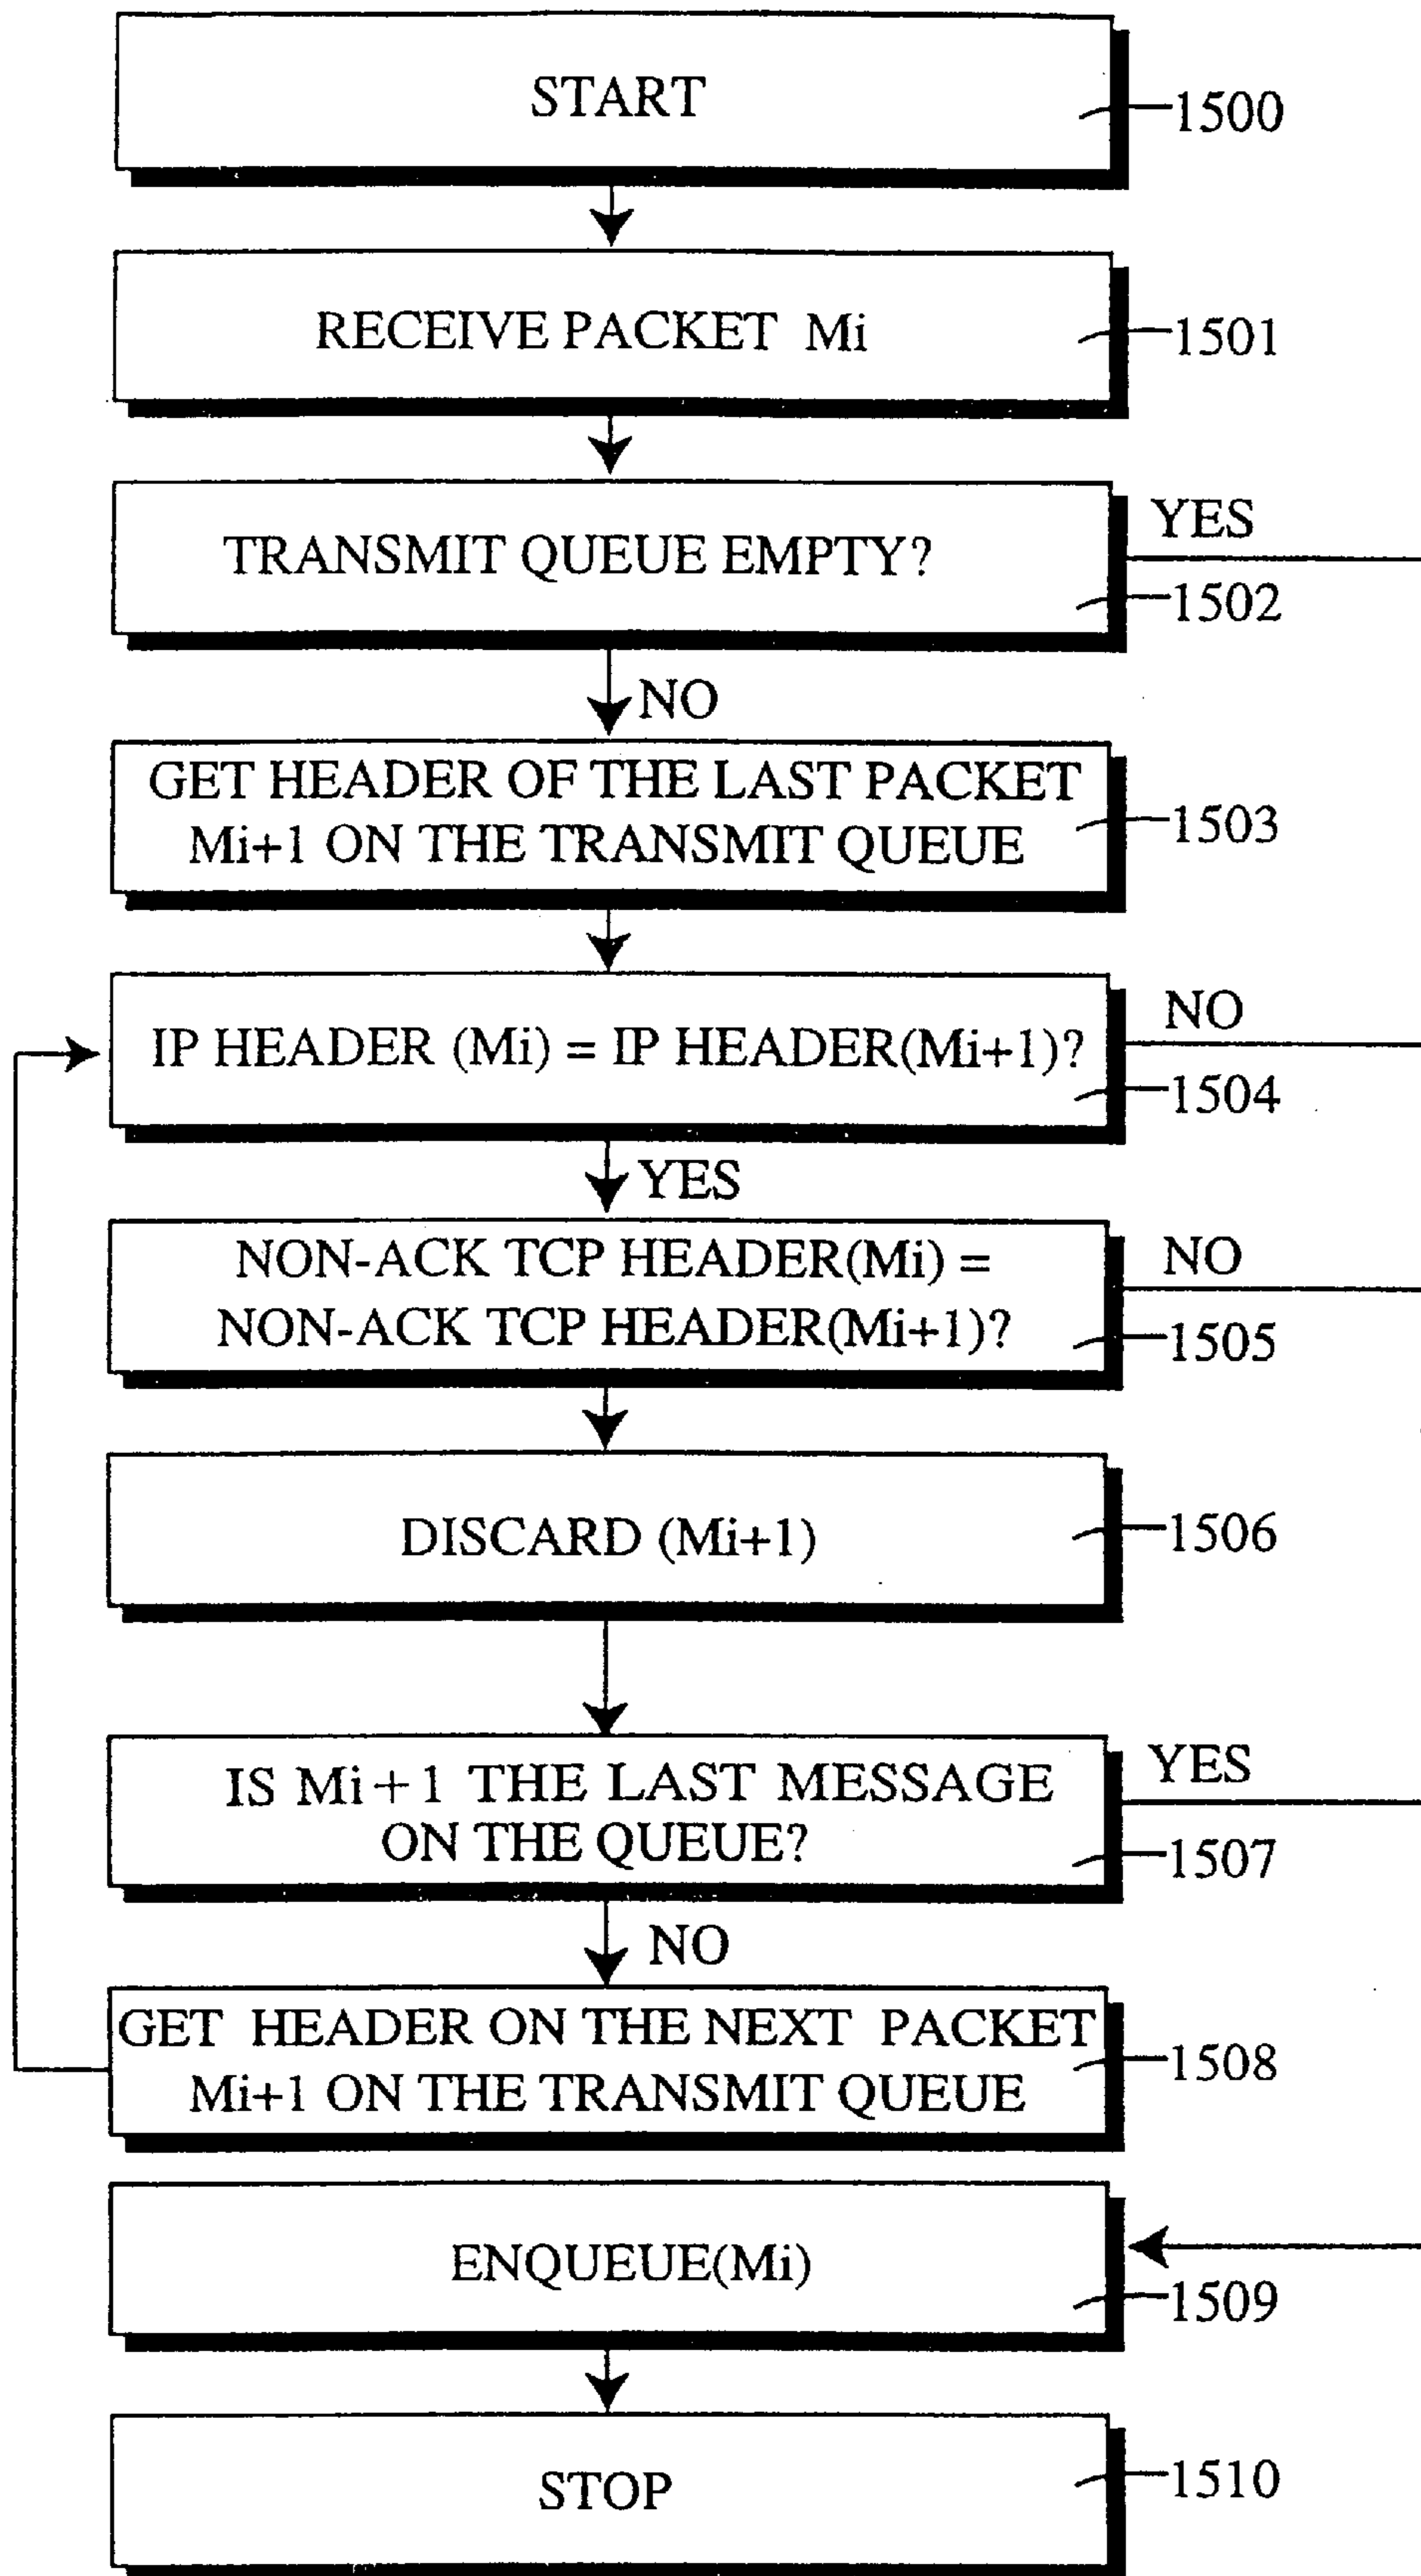 START
1500
RECEIVE PACKET Mi
1501
TRANSMIT QUEUE EMPTY?
YES
1502
NO
GET HEADER OF THE LAST PACKET
Mi+1 ON THE TRANSMIT QUEUE
1503
IP HEADER (Mi) = IP HEADER(Mi+1)?
NO
1504
YES
NON-ACK TCP HEADER(Mi) =
NON-ACK TCP HEADER(Mi+1)?
NO
1505
DISCARD (Mi+1)
1506
IS Mi+1 THE LAST MESSAGE
ON THE QUEUE?
YES
1507
NO
GET HEADER ON THE NEXT PACKET
Mi+1 ON THE TRANSMIT QUEUE
1508
ENQUEUE(Mi)
1509
STOP
1510